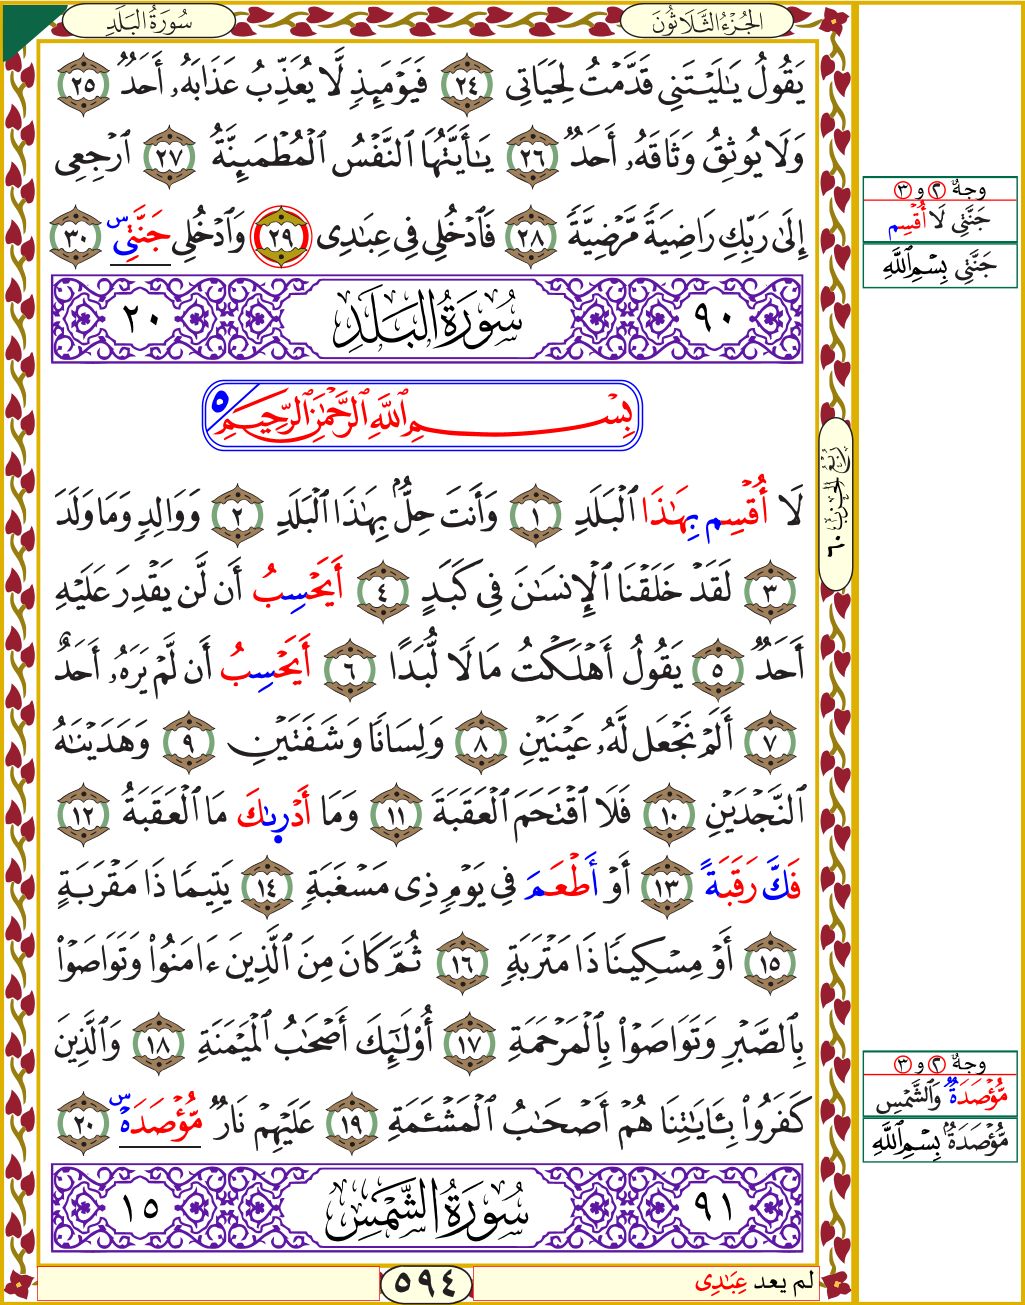 سُورَةُ البَلَدِ
الجُزْءُ الثَّلَاثُونَ
يَقُولُ يَٰلَيْتَنِى قَدَّمْتُ لِحَيَاتِى ٢٤ فَيَوْمَئِذٍ لَّا يُعَذِّبُ عَذَابَهُۥ أَحَدٌ ٢٥
وَلَا يُوثِقُ وَثَاقَهُۥ أَحَدٌ ٢٦ يَٰٓأَيَّتُهَا ٱلنَّفْسُ ٱلْمُطْمَئِنَّةُ ٢٧ ٱرْجِعِى
إِلَىٰ رَبِّكِ رَاضِيَةً مَّرْضِيَّةً ٢٨ فَٱدْخُلِى فِى عِبَٰدِى ٢٩ وَٱدْخُلِى جَنَّتِى س ٣٠
٩٠ سُورَةُ البَلَدِ ٢٠
بِسْمِ ٱللَّهِ ٱلرَّحْمَٰنِ ٱلرَّحِيمِ ٥
لَا أُقْسِم بِهَٰذَا ٱلْبَلَدِ ١ وَأَنتَ حِلٌّۢ بِهَٰذَا ٱلْبَلَدِ ٢ وَوَالِدٍ وَمَا وَلَدَ
٣ لَقَدْ خَلَقْنَا ٱلْإِنسَٰنَ فِى كَبَدٍ ٤ أَيَحْسِبُ أَن لَّن يَقْدِرَ عَلَيْهِ
أَحَدٌ ٥ يَقُولُ أَهْلَكْتُ مَالًا لُّبَدًا ٦ أَيَحْسِبُ أَن لَّمْ يَرَهُۥ أَحَدٌ
٧ أَلَمْ نَجْعَل لَّهُۥ عَيْنَيْنِ ٨ وَلِسَانًا وَشَفَتَيْنِ ٩ وَهَدَيْنَٰهُ
ٱلنَّجْدَيْنِ ١٠ فَلَا ٱقْتَحَمَ ٱلْعَقَبَةَ ١١ وَمَا أَدْرِىٰكَ مَا ٱلْعَقَبَةُ ١٢
فَكَّ رَقَبَةً ١٣ أَوْ أَطْعَمَ فِى يَوْمٍ ذِى مَسْغَبَةٍ ١٤ يَتِيمًا ذَا مَقْرَبَةٍ
١٥ أَوْ مِسْكِينًا ذَا مَتْرَبَةٍ ١٦ ثُمَّ كَانَ مِنَ ٱلَّذِينَ ءَامَنُوا۟ وَتَوَاصَوْا۟
بِٱلصَّبْرِ وَتَوَاصَوْا۟ بِٱلْمَرْحَمَةِ ١٧ أُو۟لَٰٓئِكَ أَصْحَٰبُ ٱلْمَيْمَنَةِ ١٨ وَٱلَّذِينَ
كَفَرُوا۟ بِـَٔايَٰتِنَا هُمْ أَصْحَٰبُ ٱلْمَشْـَٔمَةِ ١٩ عَلَيْهِمْ نَارٌ مُّؤْصَدَةٌ س ٢٠
٩١ سُورَةُ الشَّمْسِ ١٥
لم يعد عِبَٰدِى
٥٩٤
رُبْعُ الحِزْبِ ٦٠
وجهٌ ٢ و ٣
جَنَّتِى لَا أُقْسِم
جَنَّتِى بِسْمِ ٱللَّهِ
وجهٌ ٢ و ٣
مُّؤْصَدَةٌ وَٱلشَّمْسِ
مُّؤْصَدَةٌۢ بِسْمِ ٱللَّهِ